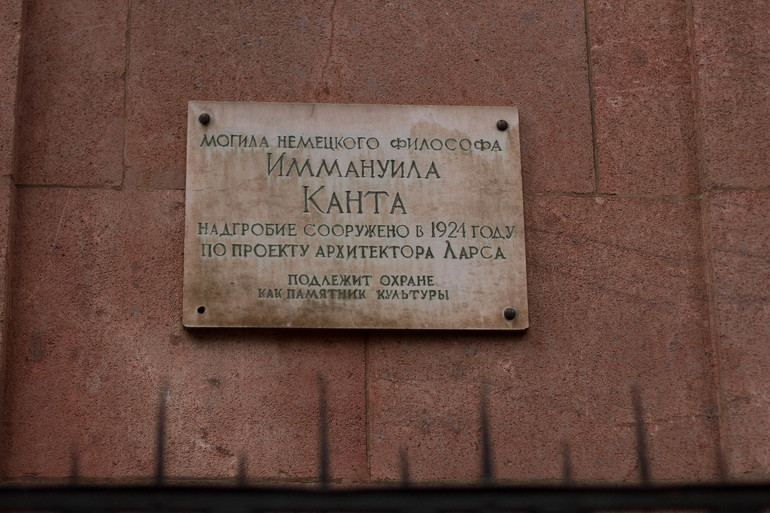 МОГИЛА НЕМЕЦКОГО ФИЛОСОФА
ИММАНУИЛА
КАНТА
НАДГРОБИЕ СООРУЖЕНО В 1924 ГОДУ
ПО ПРОЕКТУ АРХИТЕКТОРА ЛАРСА
ПОДЛЕЖИТ ОХРАНЕ
КАК ПАМЯТНИК КУЛЬТУРЫ